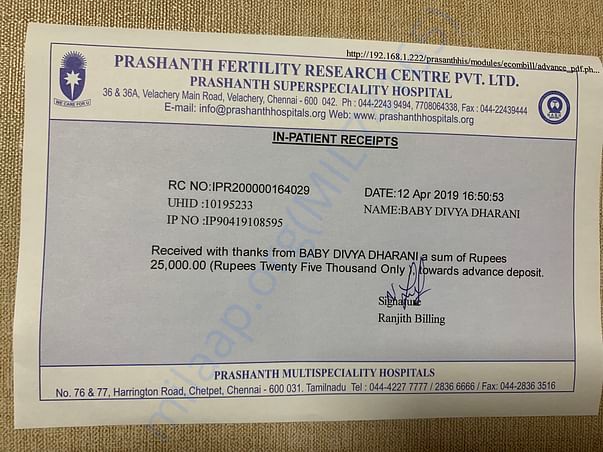 http://192.168.1.222/prasanthhis/modules/ecombill/advance_pdf.ph...
PRASHANTH FERTILITY RESEARCH CENTRE PVT. LTD.
PRASHANTH SUPERSPECIALITY HOSPITAL
36 & 36A, Velachery Main Road, Velachery, Chennai - 600 042. Ph : 044-2243 9494, 7708064338, Fax : 044-22439444
E-mail: info@prashanthhospitals.org Web: www. prashanthhospitals.org
WE CARE FOR U
IN-PATIENT RECEIPTS
RC NO:IPR200000164029 DATE:12 Apr 2019 16:50:53
UHID :10195233 NAME:BABY DIVYA DHARANI
IP NO :IP90419108595
Received with thanks from BABY DIVYA DHARANI a sum of Rupees
25,000.00 (Rupees Twenty Five Thousand Only ) towards advance deposit.
Signature
Ranjith Billing
PRASHANTH MULTISPECIALITY HOSPITALS
No. 76 & 77, Harrington Road, Chetpet, Chennai - 600 031. Tamilnadu Tel : 044-4227 7777 / 2836 6666 / Fax: 044-2836 3516